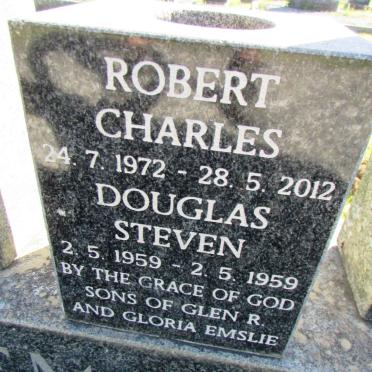 ROBERT
CHARLES
24. 7. 1972 - 28. 5. 2012
DOUGLAS
STEVEN
2. 5. 1959 - 2. 5. 1959
BY THE GRACE OF GOD
SONS OF GLEN R.
AND GLORIA EMSLIE